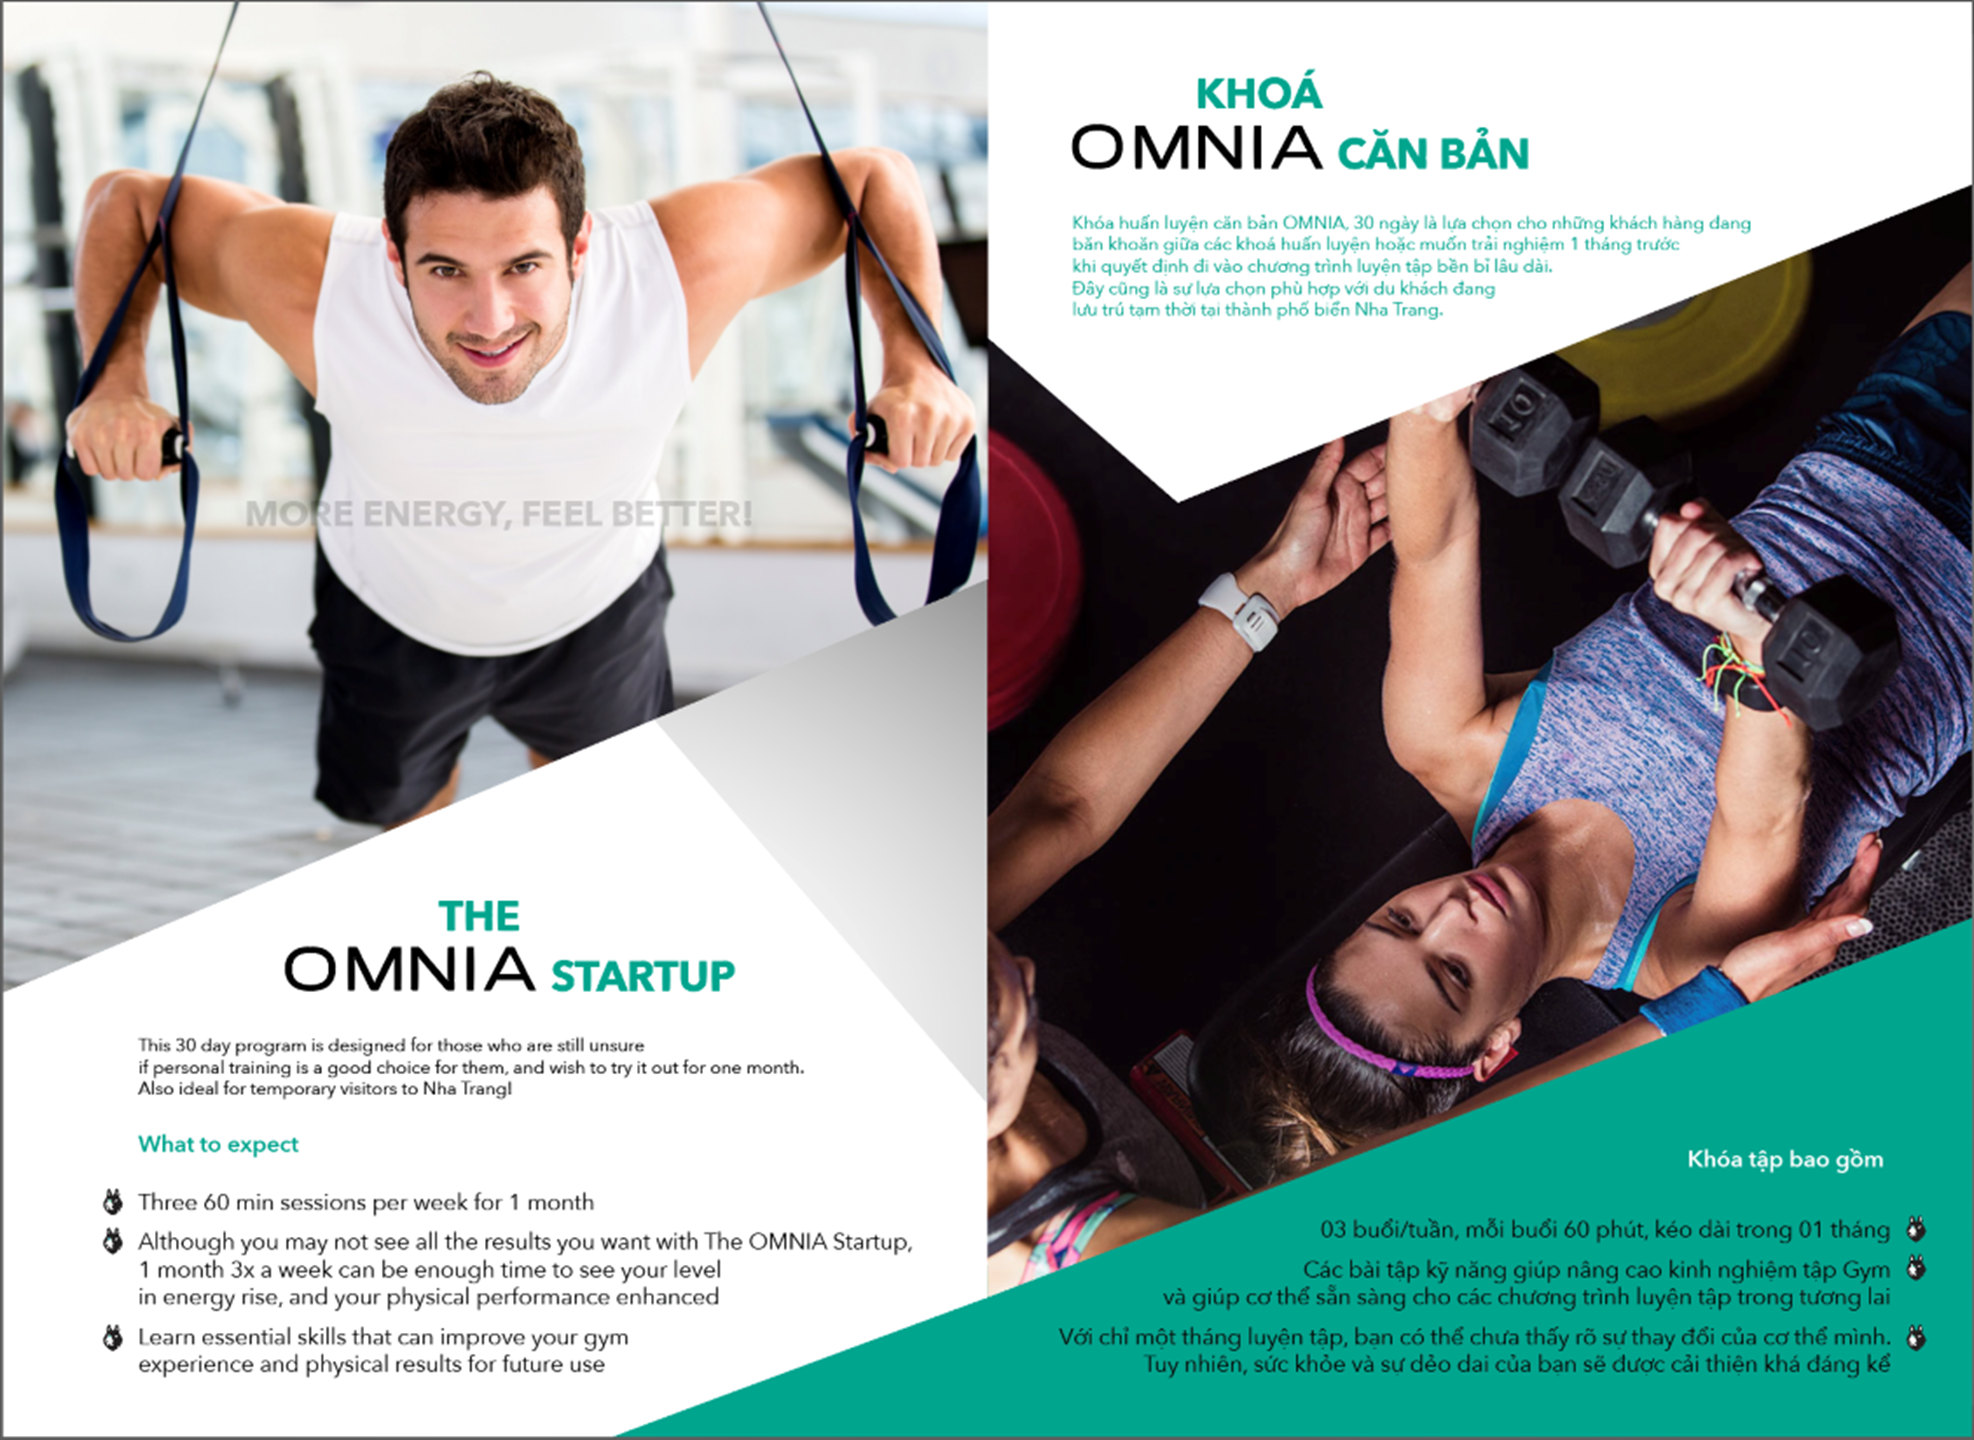 MORE ENERGY, FEEL BETTER!
THE
OMNIA STARTUP
This 30 day program is designed for those who are still unsure
if personal training is a good choice for them, and wish to try it out for one month.
Also ideal for temporary visitors to Nha Trang!
What to expect
Three 60 min sessions per week for 1 month
Although you may not see all the results you want with The OMNIA Startup,
1 month 3x a week can be enough time to see your level
in energy rise, and your physical performance enhanced
Learn essential skills that can improve your gym
experience and physical results for future use
KHOÁ
OMNIA CĂN BẢN
Khóa huấn luyện căn bản OMNIA, 30 ngày là lựa chọn cho những khách hàng đang
băn khoăn giữa các khoá huấn luyện hoặc muốn trải nghiệm 1 tháng trước
khi quyết định đi vào chương trình luyện tập bền bỉ lâu dài.
Đây cũng là sự lựa chọn phù hợp với du khách đang
lưu trú tạm thời tại thành phố biển Nha Trang.
10
10
Khóa tập bao gồm
03 buổi/tuần, mỗi buổi 60 phút, kéo dài trong 01 tháng
Các bài tập kỹ năng giúp nâng cao kinh nghiệm tập Gym
và giúp cơ thể sẵn sàng cho các chương trình luyện tập trong tương lai
Với chỉ một tháng luyện tập, bạn có thể chưa thấy rõ sự thay đổi của cơ thể mình.
Tuy nhiên, sức khỏe và sự dẻo dai của bạn sẽ được cải thiện khá đáng kể